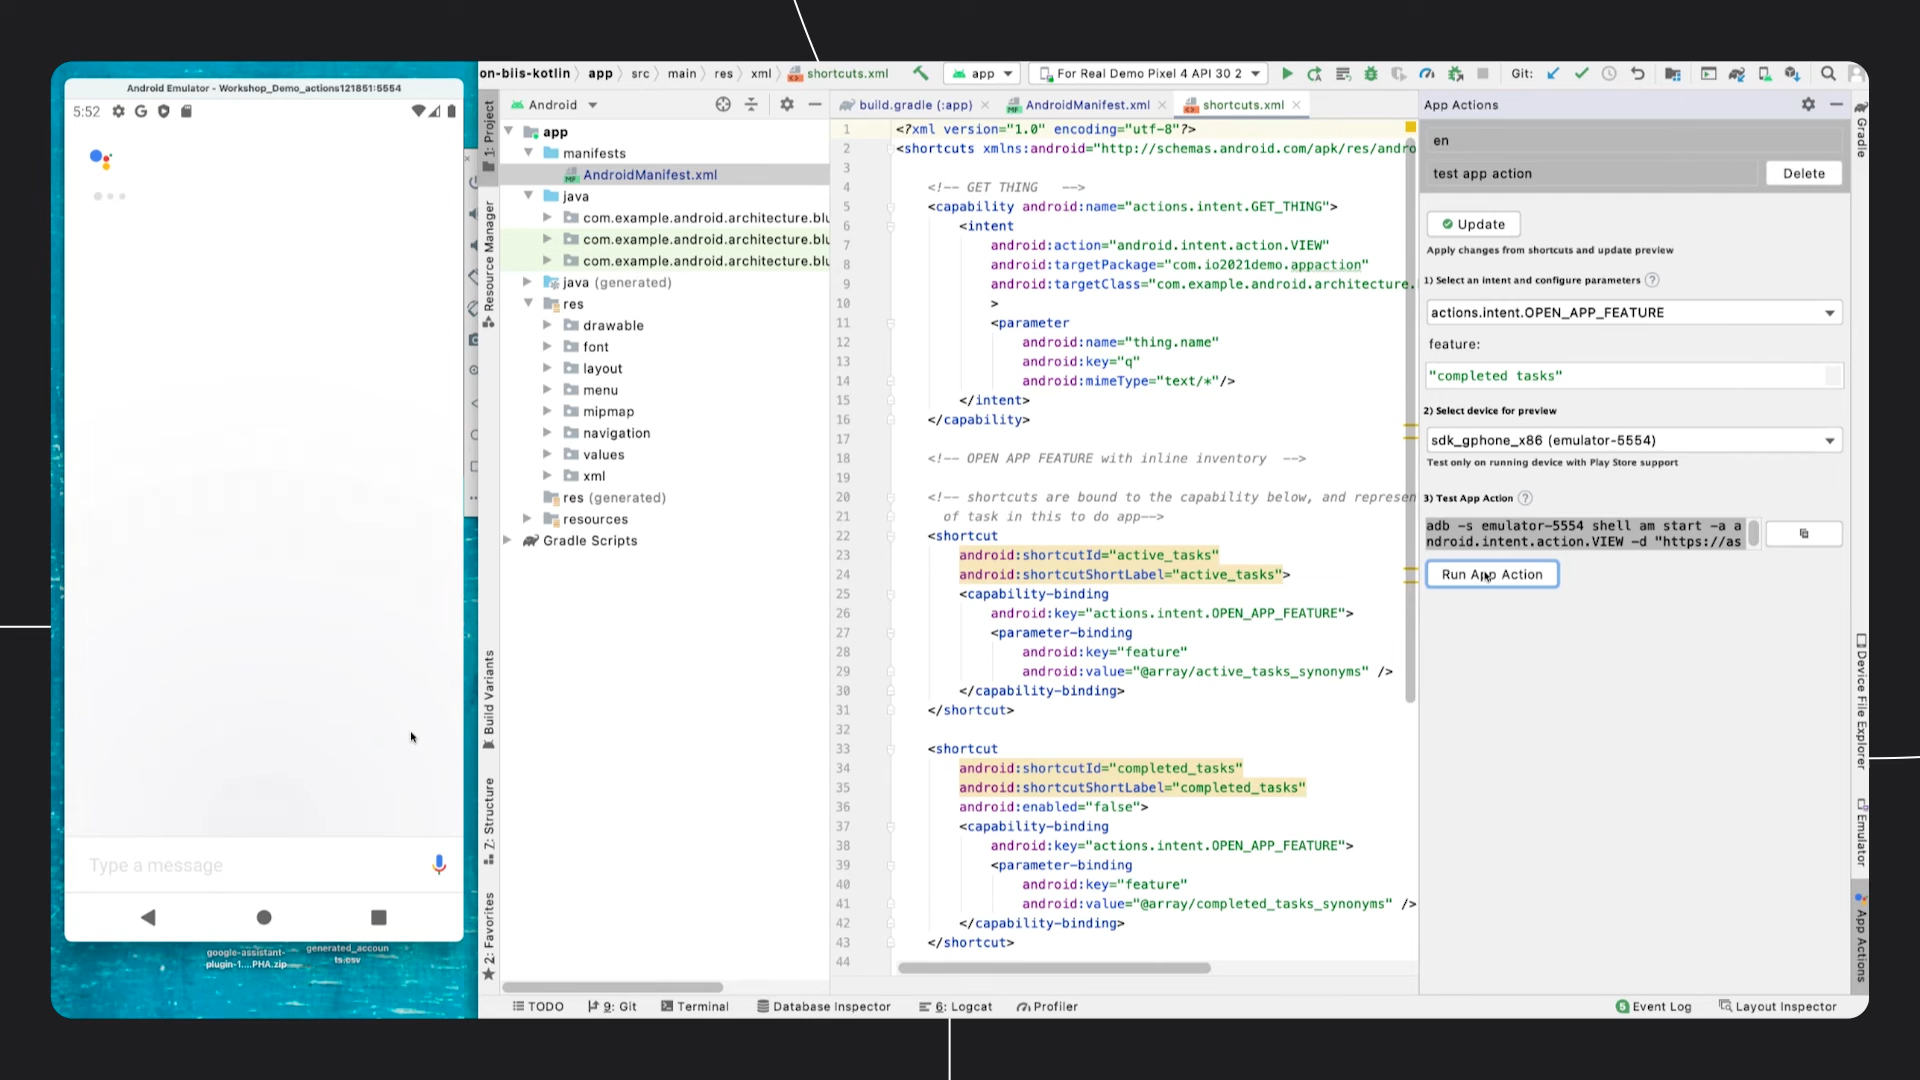 Android Emulator - Workshop_Demo_actions121851:5554
5:52
Type a message
google-assistant-
plugin-1....PHA.zip
generated_accoun
ts.csv
on-biis-kotlin
app
src
main
res
xml
shortcuts.xml
app
For Real Demo Pixel 4 API 30 2
Git:
1: Project
Resource Manager
Build Variants
Z: Structure
2: Favorites
Android
app
manifests
AndroidManifest.xml
java
com.example.android.architecture.blu
com.example.android.architecture.blu
com.example.android.architecture.blu
java (generated)
res
drawable
font
layout
menu
mipmap
navigation
values
xml
res (generated)
resources
Gradle Scripts
build.gradle (:app)
AndroidManifest.xml
shortcuts.xml
1 <?xml version="1.0" encoding="utf-8"?>
2 <shortcuts xmlns:android="http://schemas.android.com/apk/res/andro
3
4 <!-- GET THING -->
5 <capability android:name="actions.intent.GET_THING">
6 <intent
7 android:action="android.intent.action.VIEW"
8 android:targetPackage="com.io2021demo.appaction"
9 android:targetClass="com.example.android.architecture.
10 >
11 <parameter
12 android:name="thing.name"
13 android:key="q"
14 android:mimeType="text/*"/>
15 </intent>
16 </capability>
17
18 <!-- OPEN APP FEATURE with inline inventory -->
19
20 <!-- shortcuts are bound to the capability below, and represen
21 of task in this to do app-->
22 <shortcut
23 android:shortcutId="active_tasks"
24 android:shortcutShortLabel="active_tasks">
25 <capability-binding
26 android:key="actions.intent.OPEN_APP_FEATURE">
27 <parameter-binding
28 android:key="feature"
29 android:value="@array/active_tasks_synonyms" />
30 </capability-binding>
31 </shortcut>
32
33 <shortcut
34 android:shortcutId="completed_tasks"
35 android:shortcutShortLabel="completed_tasks"
36 android:enabled="false">
37 <capability-binding
38 android:key="actions.intent.OPEN_APP_FEATURE">
39 <parameter-binding
40 android:key="feature"
41 android:value="@array/completed_tasks_synonyms" />
42 </capability-binding>
43 </shortcut>
44
App Actions
en
test app action
Delete
Update
Apply changes from shortcuts and update preview
1) Select an intent and configure parameters ?
actions.intent.OPEN_APP_FEATURE
feature:
"completed tasks"
2) Select device for preview
sdk_gphone_x86 (emulator-5554)
Test only on running device with Play Store support
3) Test App Action ?
adb -s emulator-5554 shell am start -a a
ndroid.intent.action.VIEW -d "https://as
Run App Action
Gradle
Device File Explorer
Emulator
App Actions
TODO
9: Git
Terminal
Database Inspector
6: Logcat
Profiler
5 Event Log
Layout Inspector